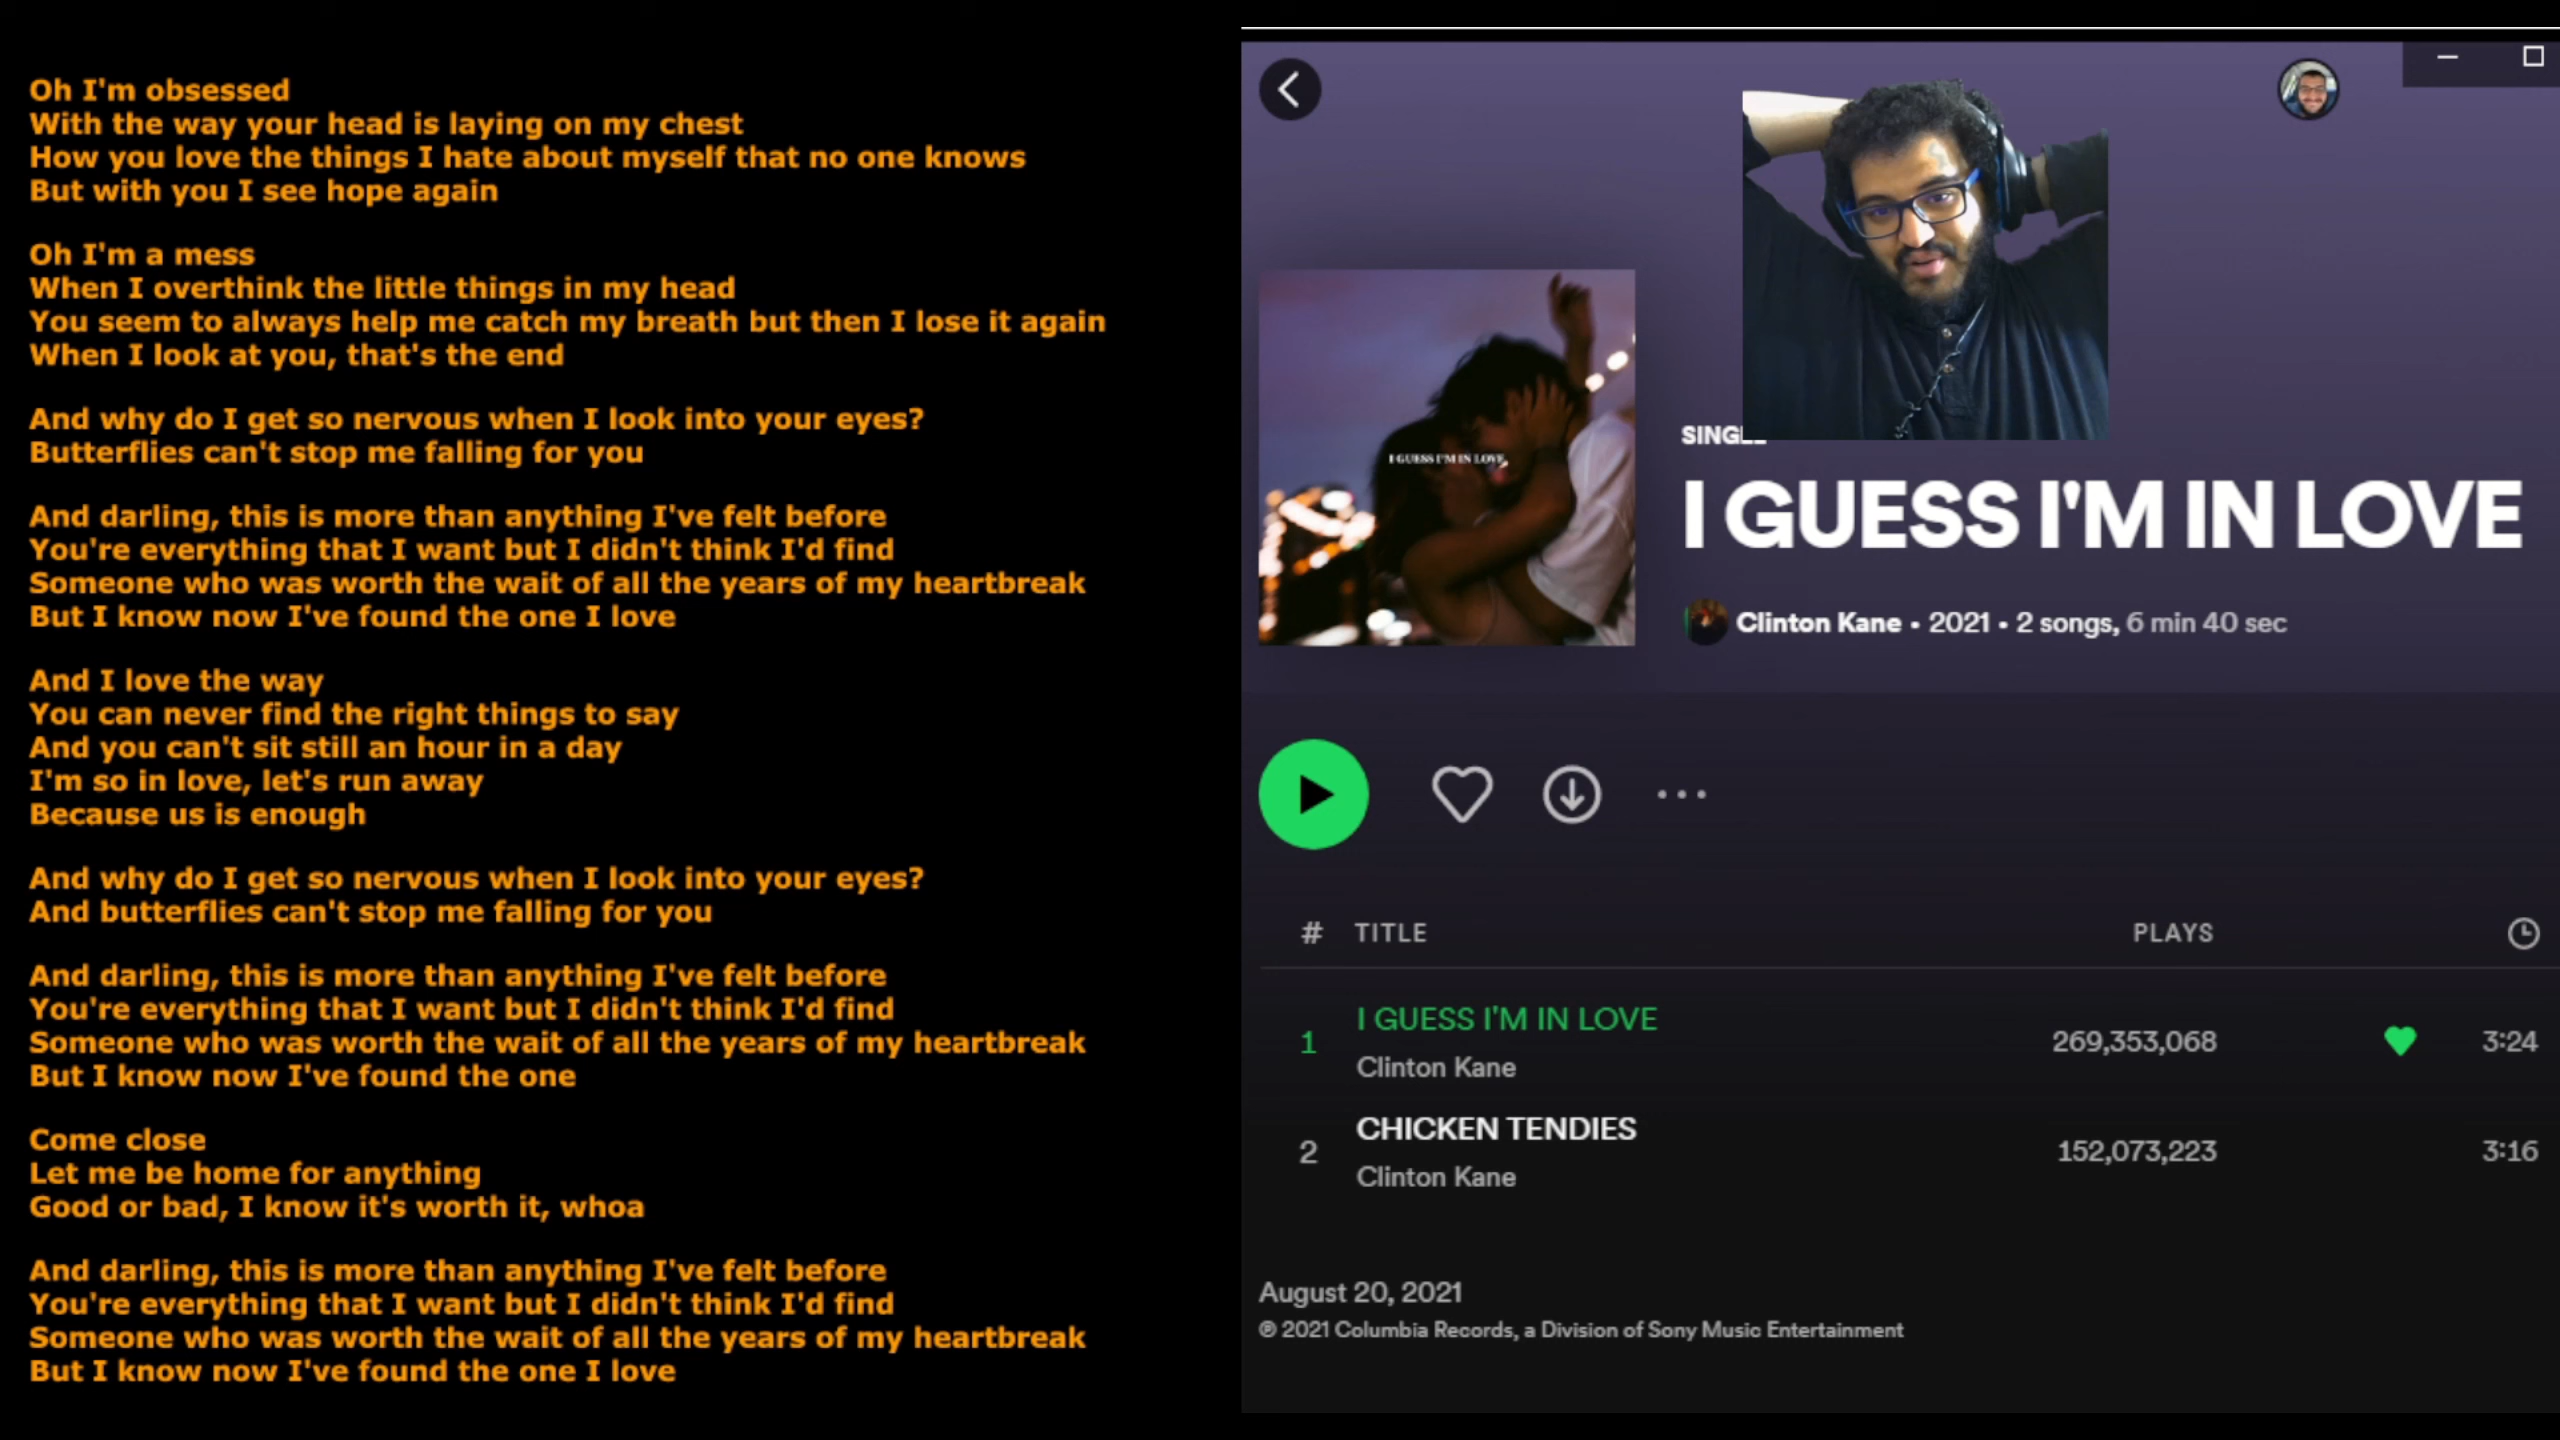 Oh I'm obsessed
With the way your head is laying on my chest
How you love the things I hate about myself that no one knows
But with you I see hope again
Oh I'm a mess
When I overthink the little things in my head
You seem to always help me catch my breath but then I lose it again
When I look at you, that's the end
And why do I get so nervous when I look into your eyes?
Butterflies can't stop me falling for you
And darling, this is more than anything I've felt before
You're everything that I want but I didn't think I'd find
Someone who was worth the wait of all the years of my heartbreak
But I know now I've found the one I love
And I love the way
You can never find the right things to say
And you can't sit still an hour in a day
I'm so in love, let's run away
Because us is enough
And why do I get so nervous when I look into your eyes?
And butterflies can't stop me falling for you
And darling, this is more than anything I've felt before
You're everything that I want but I didn't think I'd find
Someone who was worth the wait of all the years of my heartbreak
But I know now I've found the one
Come close
Let me be home for anything
Good or bad, I know it's worth it, whoa
And darling, this is more than anything I've felt before
You're everything that I want but I didn't think I'd find
Someone who was worth the wait of all the years of my heartbreak
But I know now I've found the one I love
I GUESS I'M IN LOVE
SINGLE
I GUESS I'M IN LOVE
Clinton Kane • 2021 • 2 songs, 6 min 40 sec
# TITLE PLAYS
1 I GUESS I'M IN LOVE 269,353,068 3:24
Clinton Kane
2 CHICKEN TENDIES 152,073,223 3:16
Clinton Kane
August 20, 2021
℗ 2021 Columbia Records, a Division of Sony Music Entertainment